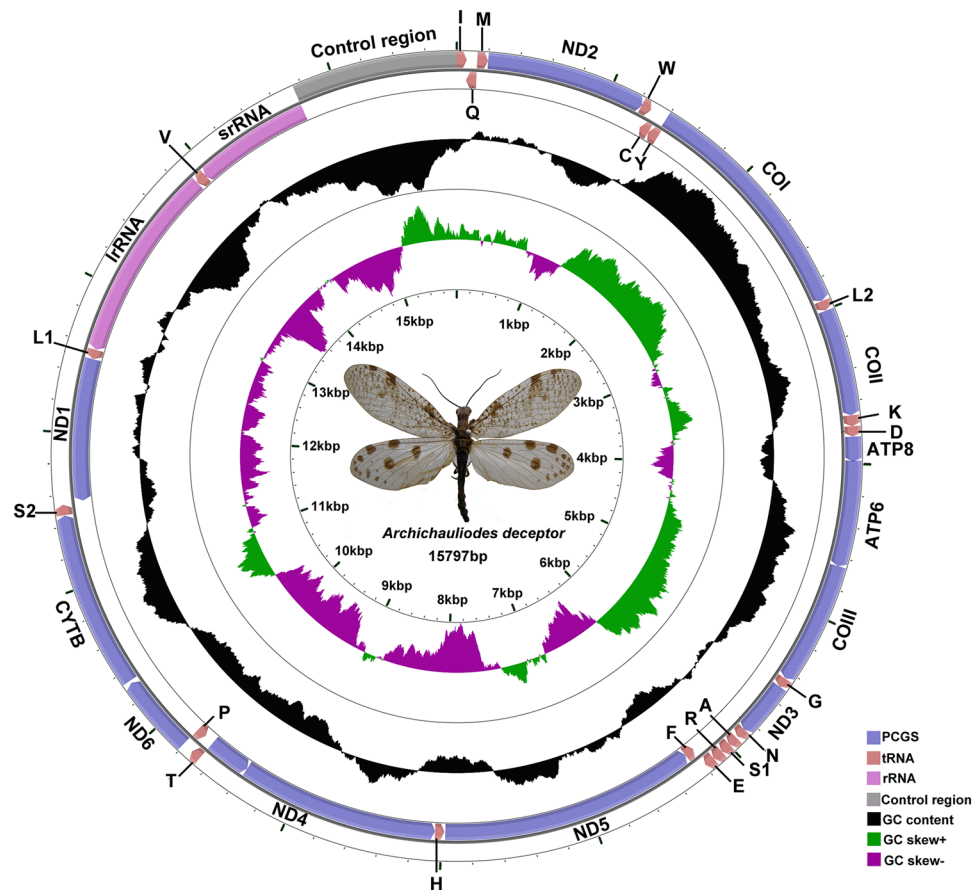 Control region
I
M
ND2
W
Q
C
Y
COI
L2
COII
K
D
ATP8
ATP6
COIII
G
ND3
N
A
S1
R
E
F
ND5
H
ND4
T
P
ND6
CYTB
S2
ND1
L1
lrRNA
V
srRNA
1kbp
2kbp
3kbp
4kbp
5kbp
6kbp
7kbp
8kbp
9kbp
10kbp
11kbp
12kbp
13kbp
14kbp
15kbp
Archichauliodes deceptor
15797bp
PCGS
tRNA
rRNA
Control region
GC content
GC skew+
GC skew-